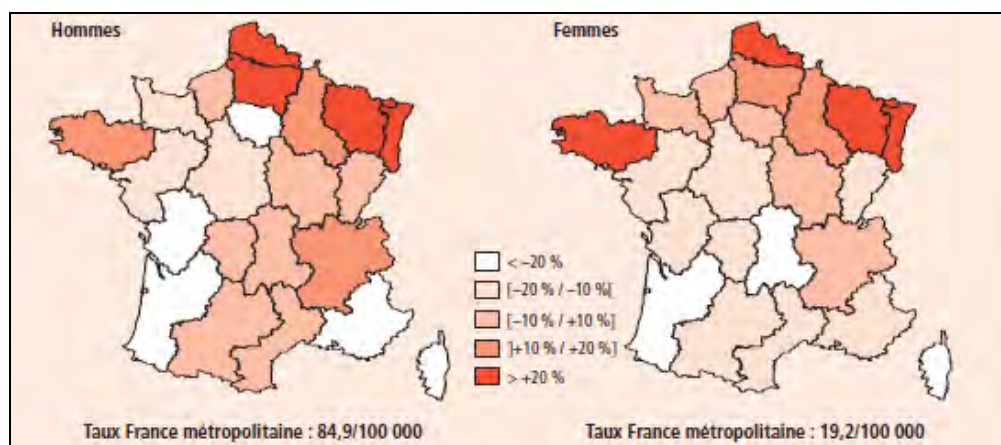 Hommes
Femmes
< –20 %
[–20 % / –10 %[
[–10 % / +10 %]
]+10 % / +20 %]
> +20 %
Taux France métropolitaine : 84,9/100 000
Taux France métropolitaine : 19,2/100 000